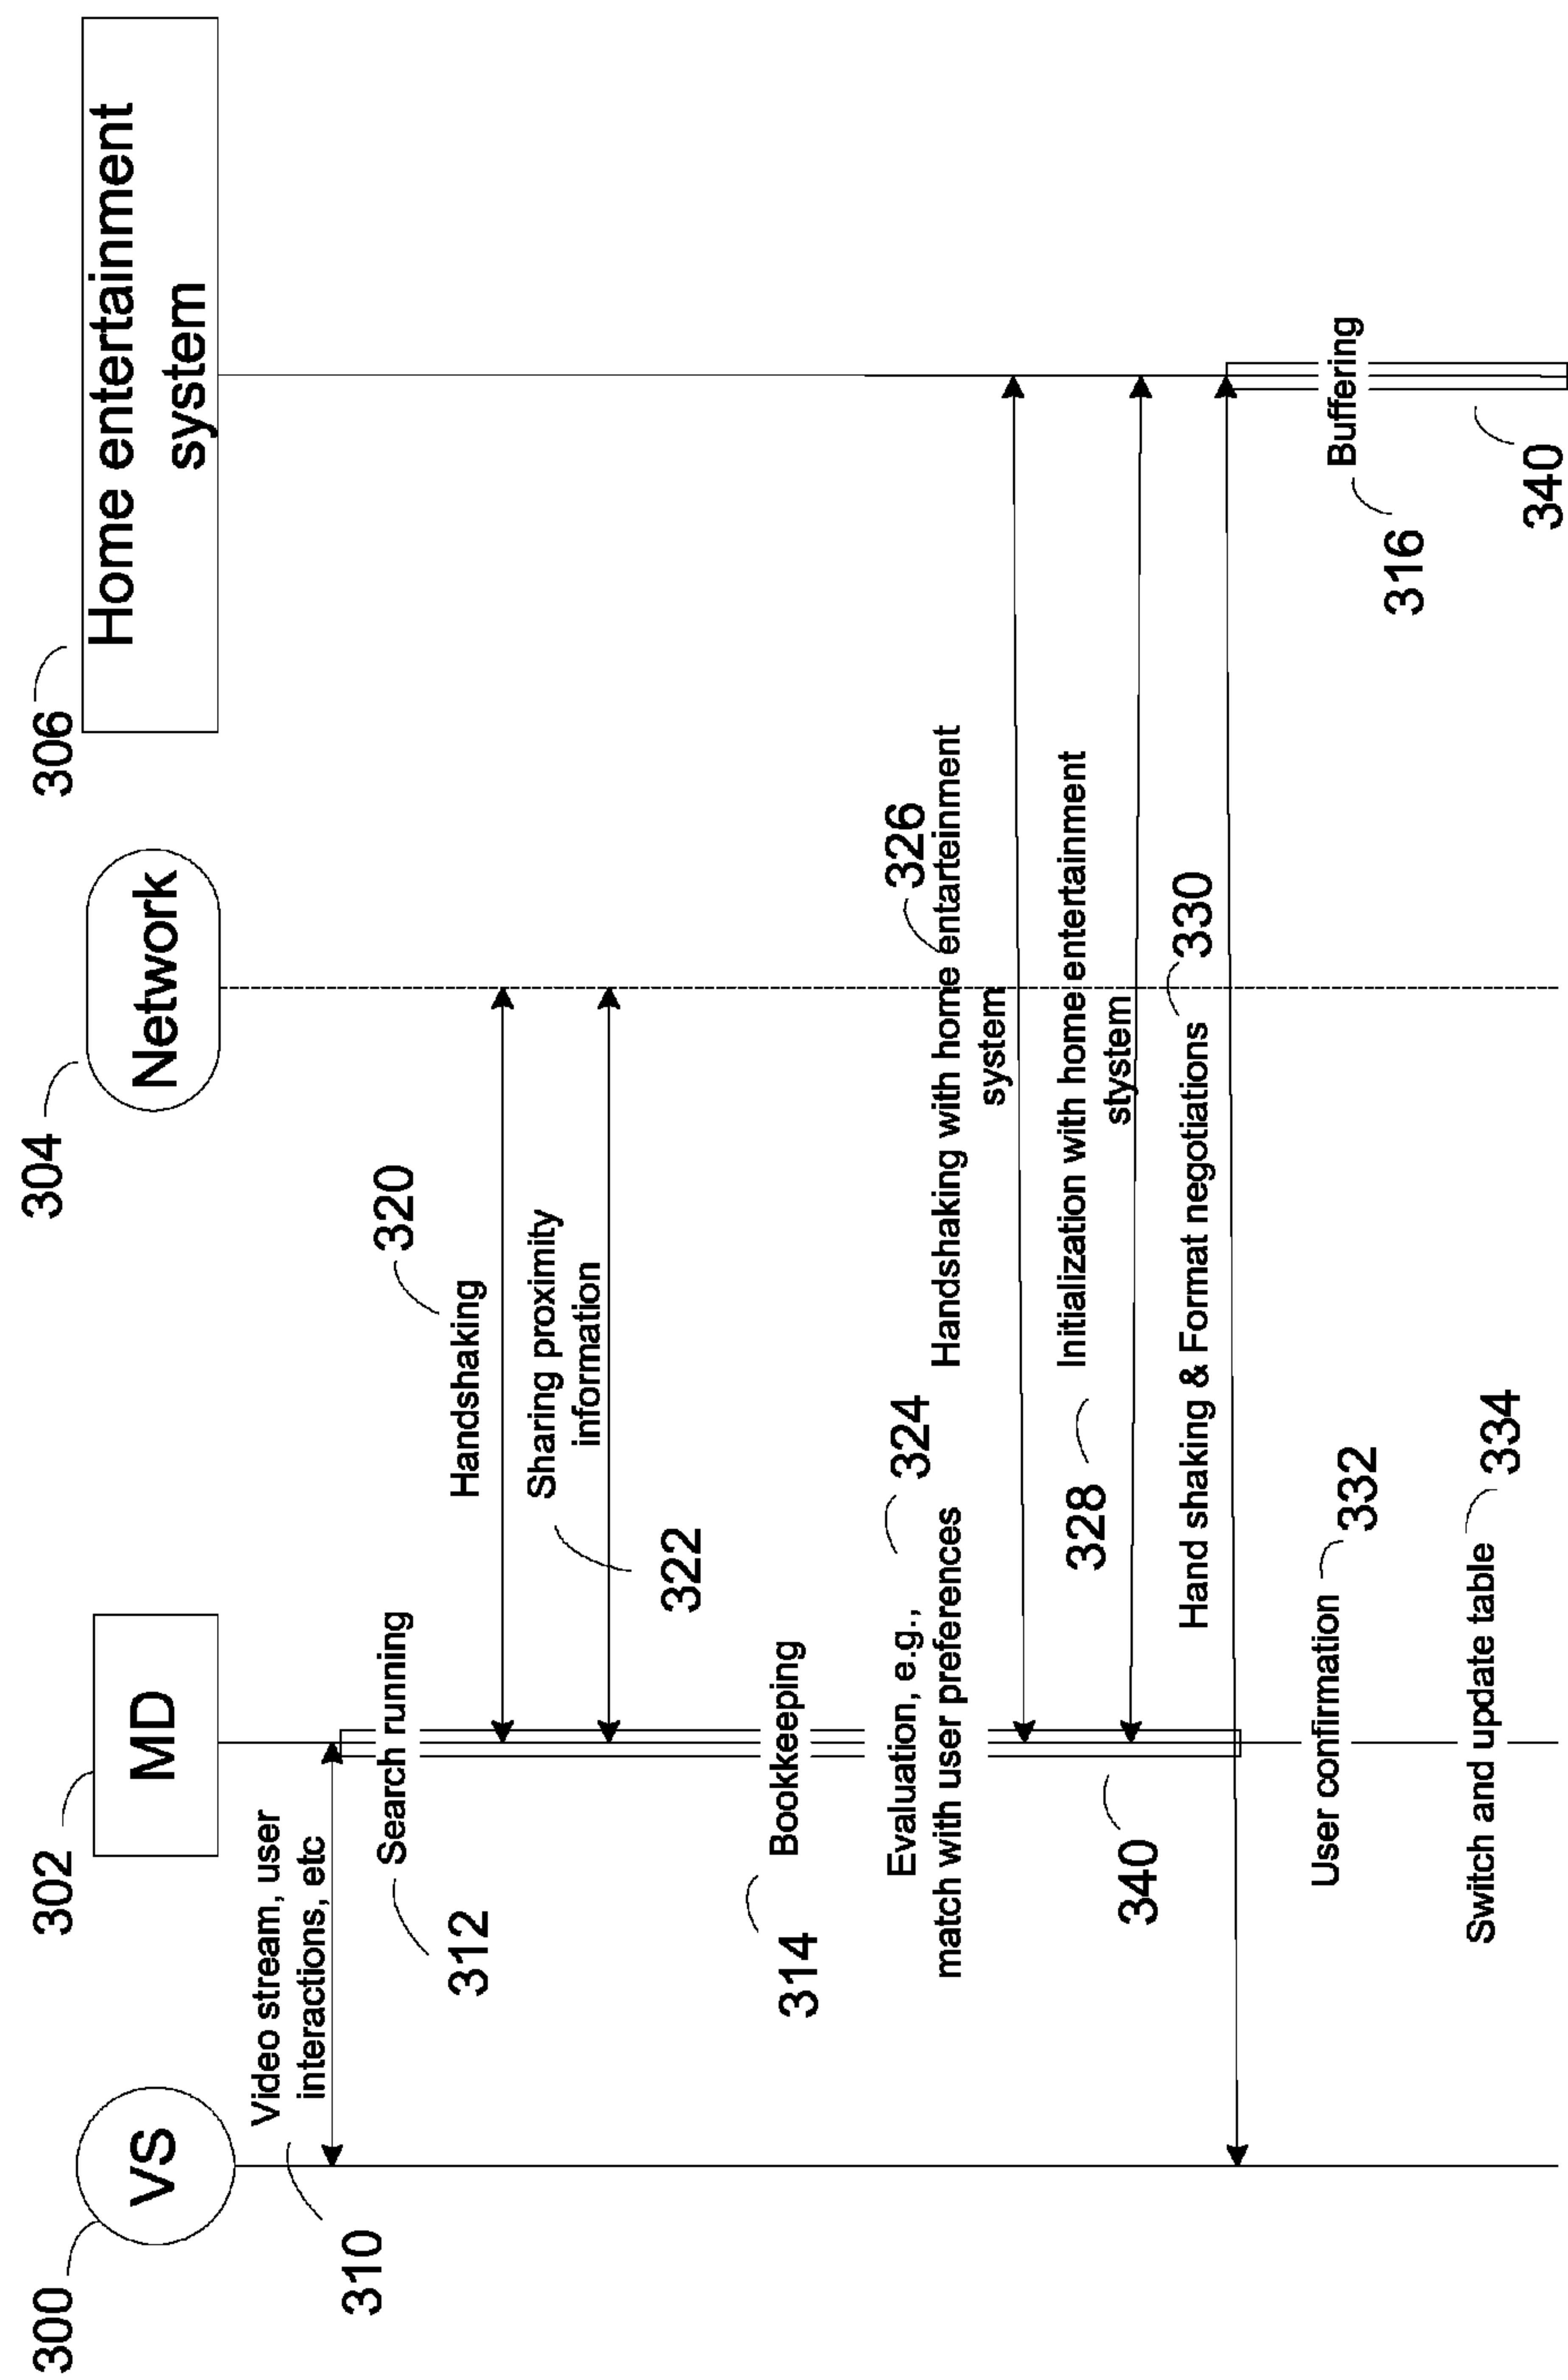 300
VS
302
MD
304
Network
306
Home entertainment
system
310
Video stream, user
interactions, etc
312
Search running
Handshaking
320
Sharing proximity
information
322
314
Bookkeeping
Evaluation, e.g.,
match with user preferences
324
326
Handshaking with home entarteinment
system
328
Initialization with home entertainment
stystem
340
Hand shaking & Format negotiations
330
User confirmation
332
Buffering
316
Switch and update table
334
340